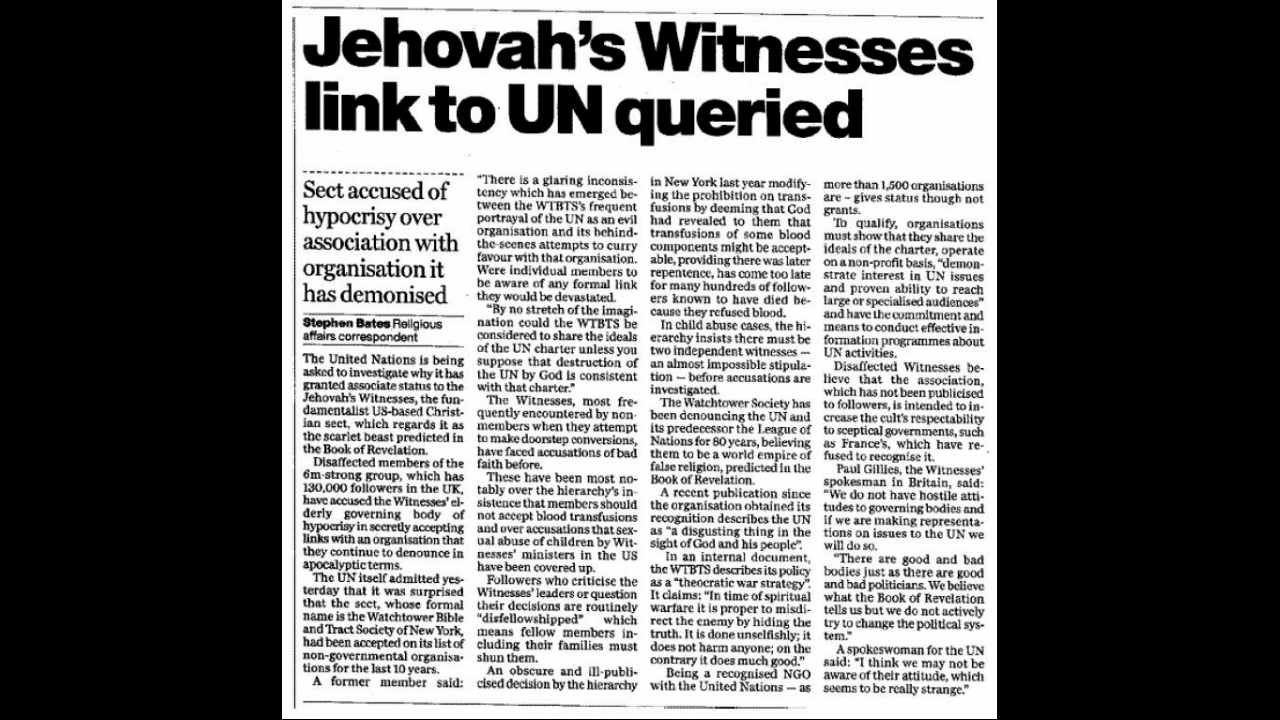 Jehovah's Witnesses
link to UN queried
Sect accused of
hypocrisy over
association with
organisation it
has demonised
Stephen Bates Religious
affairs correspondent
The United Nations is being
asked to investigate why it has
granted associate status to the
Jehovah's Witnesses, the fun-
damentalist US-based Christ-
ian sect, which regards it as
the scarlet beast predicted in
the Book of Revelation.
Disaffected members of the
6m-strong group, which has
130,000 followers in the UK,
have accused the Witnesses' el-
derly governing body of
hypocrisy in secretly accepting
links with an organisation that
they continue to denounce in
apocalyptic terms.
The UN itself admitted yes-
terday that it was surprised
that the sect, whose formal
name is the Watchtower Bible
and Tract Society of New York,
had been accepted on its list of
non-governmental organisa-
tions for the last 10 years.
A former member said:
"There is a glaring inconsis-
tency which has emerged be-
tween the WTBTS's frequent
portrayal of the UN as an evil
organisation and its behind-
the-scenes attempts to curry
favour with that organisation.
Were individual members to
be aware of any formal link
they would be devastated.
"By no stretch of the imagi-
nation could the WTBTS be
considered to share the ideals
of the UN charter unless you
suppose that destruction of
the UN by God is consistent
with that charter."
The Witnesses, most fre-
quently encountered by non-
members when they attempt
to make doorstep conversions,
have faced accusations of bad
faith before.
These have been most no-
tably over the hierarchy's in-
sistence that members should
not accept blood transfusions
and over accusations that sex-
ual abuse of children by Wit-
nesses' ministers in the US
have been covered up.
Followers who criticise the
Witnesses' leaders or question
their decisions are routinely
"disfellowshipped" which
means fellow members in-
cluding their families must
shun them.
An obscure and ill-publi-
cised decision by the hierarchy
in New York last year modify-
ing the prohibition on trans-
fusions by deeming that God
had revealed to them that
transfusions of some blood
components might be accept-
able, providing there was later
repentence, has come too late
for many hundreds of follow-
ers known to have died be-
cause they refused blood.
In child abuse cases, the hi-
erarchy insists there must be
two independent witnesses —
an almost impossible stipula-
tion — before accusations are
investigated.
The Watchtower Society has
been denouncing the UN and
its predecessor the League of
Nations for 80 years, believing
them to be a world empire of
false religion, predicted in the
Book of Revelation.
A recent publication since
the organisation obtained its
recognition describes the UN
as "a disgusting thing in the
sight of God and his people".
In an internal document,
the WTBTS describes its policy
as a "theocratic war strategy".
It claims: "In time of spiritual
warfare it is proper to misdi-
rect the enemy by hiding the
truth. It is done unselfishly; it
does not harm anyone; on the
contrary it does much good."
Being a recognised NGO
with the United Nations — as
more than 1,500 organisations
are – gives status though not
grants.
To qualify, organisations
must show that they share the
ideals of the charter, operate
on a non-profit basis, "demon-
strate interest in UN issues
and proven ability to reach
large or specialised audiences"
and have the commitment and
means to conduct effective in-
formation programmes about
UN activities.
Disaffected Witnesses be-
lieve that the association,
which has not been publicised
to followers, is intended to in-
crease the cult's respectability
to sceptical governments, such
as France's, which have re-
fused to recognise it.
Paul Gillies, the Witnesses'
spokesman in Britain, said:
"We do not have hostile atti-
tudes to governing bodies and
if we are making representa-
tions on issues to the UN we
will do so.
"There are good and bad
bodies just as there are good
and bad politicians. We believe
what the Book of Revelation
tells us but we do not actively
try to change the political sys-
tem."
A spokeswoman for the UN
said: "I think we may not be
aware of their attitude, which
seems to be really strange."